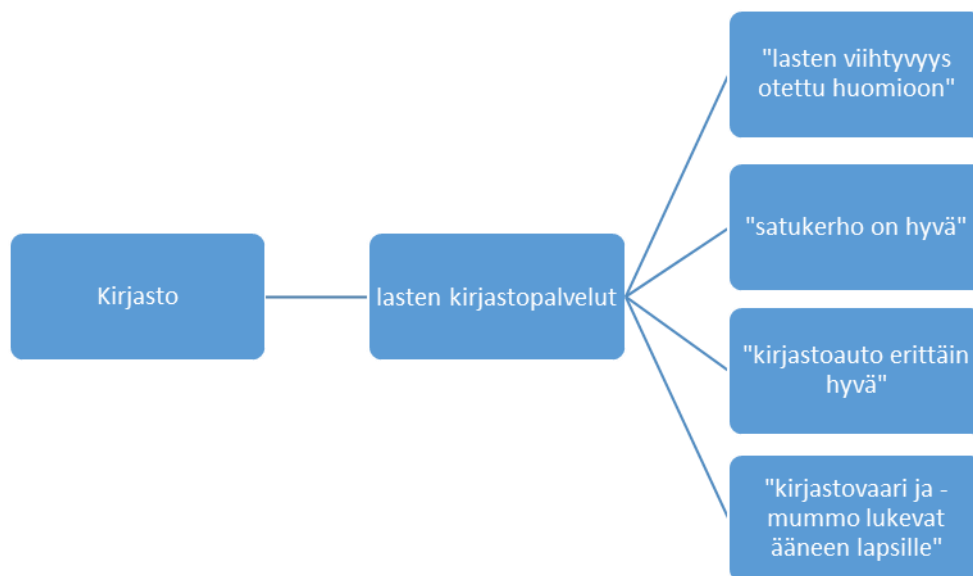 Kirjasto
lasten kirjastopalvelut
"lasten viihtyvyys
otettu huomioon"
"satukerho on hyvä"
"kirjastoauto erittäin
hyvä"
"kirjastovaari ja -
mummo lukevat
ääneen lapsille"